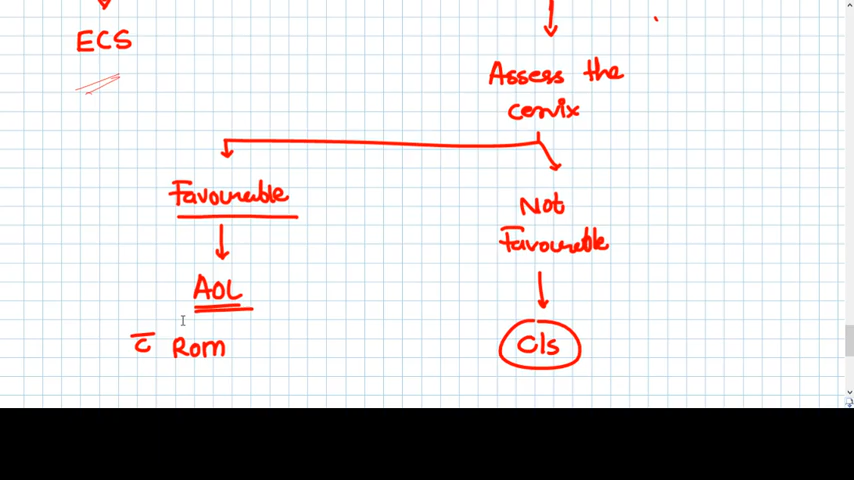 ECS
Assess the
cervix
Favourable
Not
Favourable
AOL
c̅ Rom
C/s